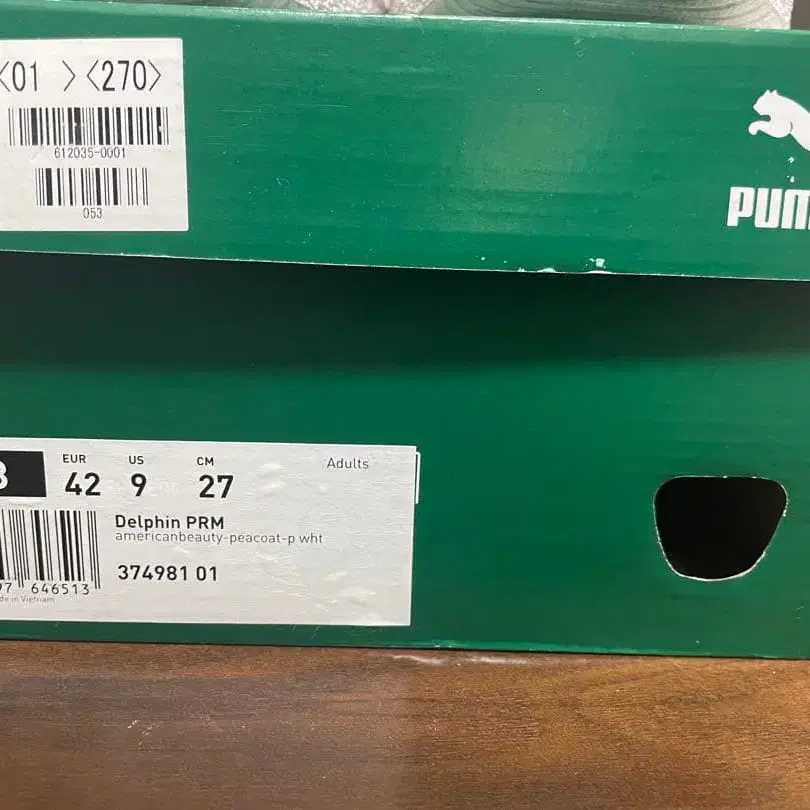 <01 > <270>
612035-0001
053
PUM
EUR US CM Adults
42 9 27
Delphin PRM
americanbeauty-peacoat-p wht
374981 01
7 646513
de in Vietnam